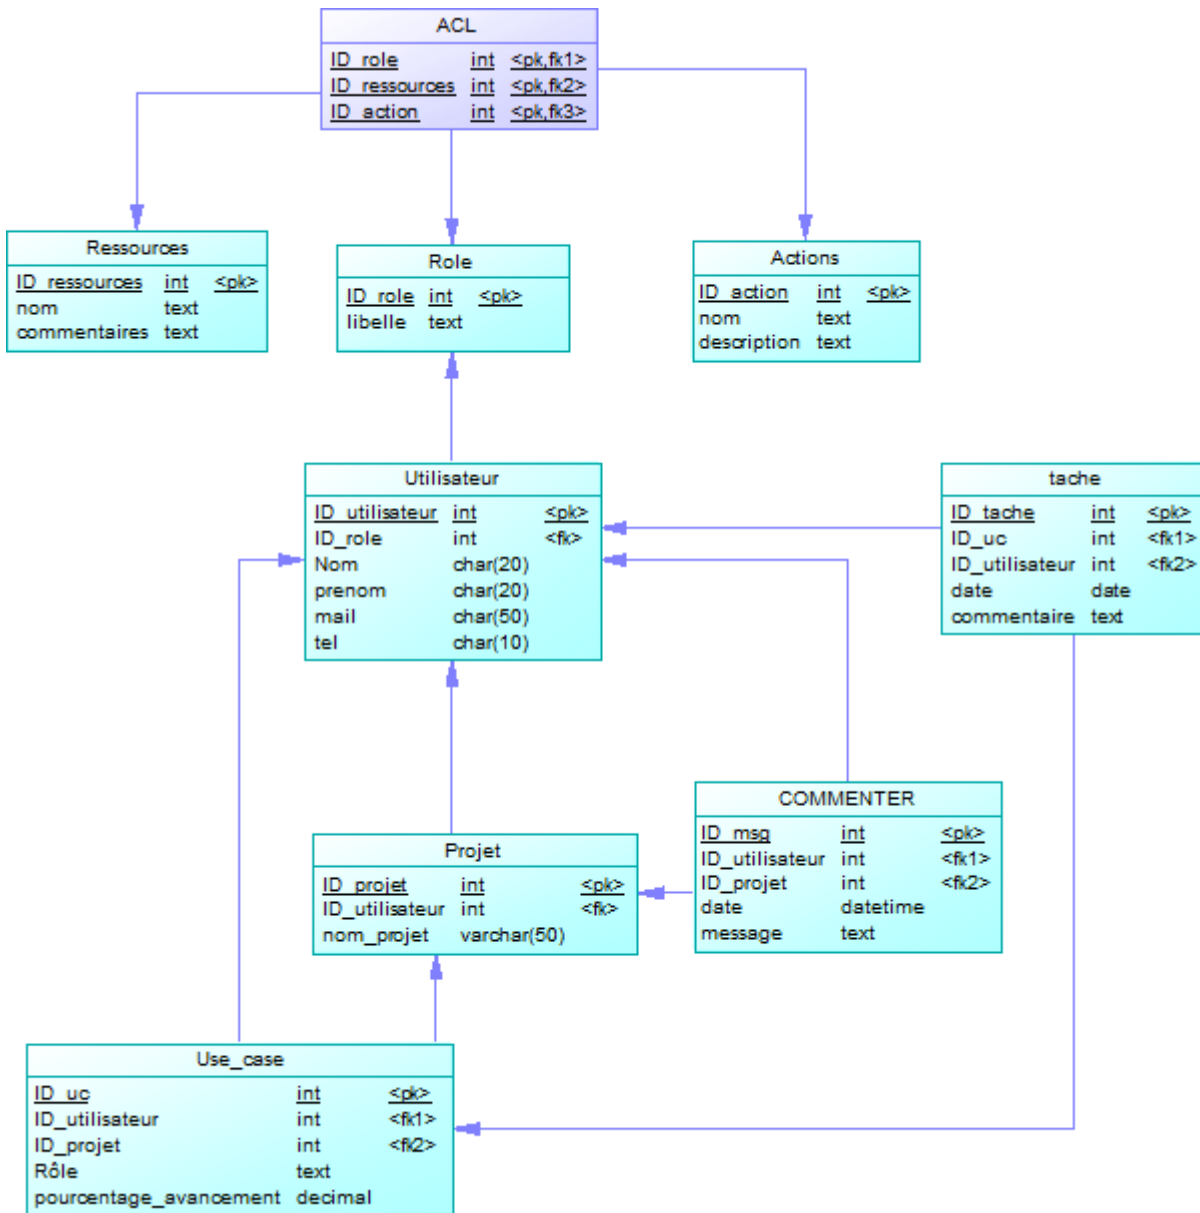 ACL
ID_role int <pk,fk1>
ID_ressources int <pk,fk2>
ID_action int <pk,fk3>
Ressources
ID_ressources int <pk>
nom text
commentaires text
Role
ID_role int <pk>
libelle text
Actions
ID_action int <pk>
nom text
description text
Utilisateur
ID_utilisateur int <pk>
ID_role int <fk>
Nom char(20)
prenom char(20)
mail char(50)
tel char(10)
tache
ID_tache int <pk>
ID_uc int <fk1>
ID_utilisateur int <fk2>
date date
commentaire text
COMMENTER
ID_msg int <pk>
ID_utilisateur int <fk1>
ID_projet int <fk2>
date datetime
message text
Projet
ID_projet int <pk>
ID_utilisateur int <fk>
nom_projet varchar(50)
Use_case
ID_uc int <pk>
ID_utilisateur int <fk1>
ID_projet int <fk2>
Rôle text
pourcentage_avancement decimal